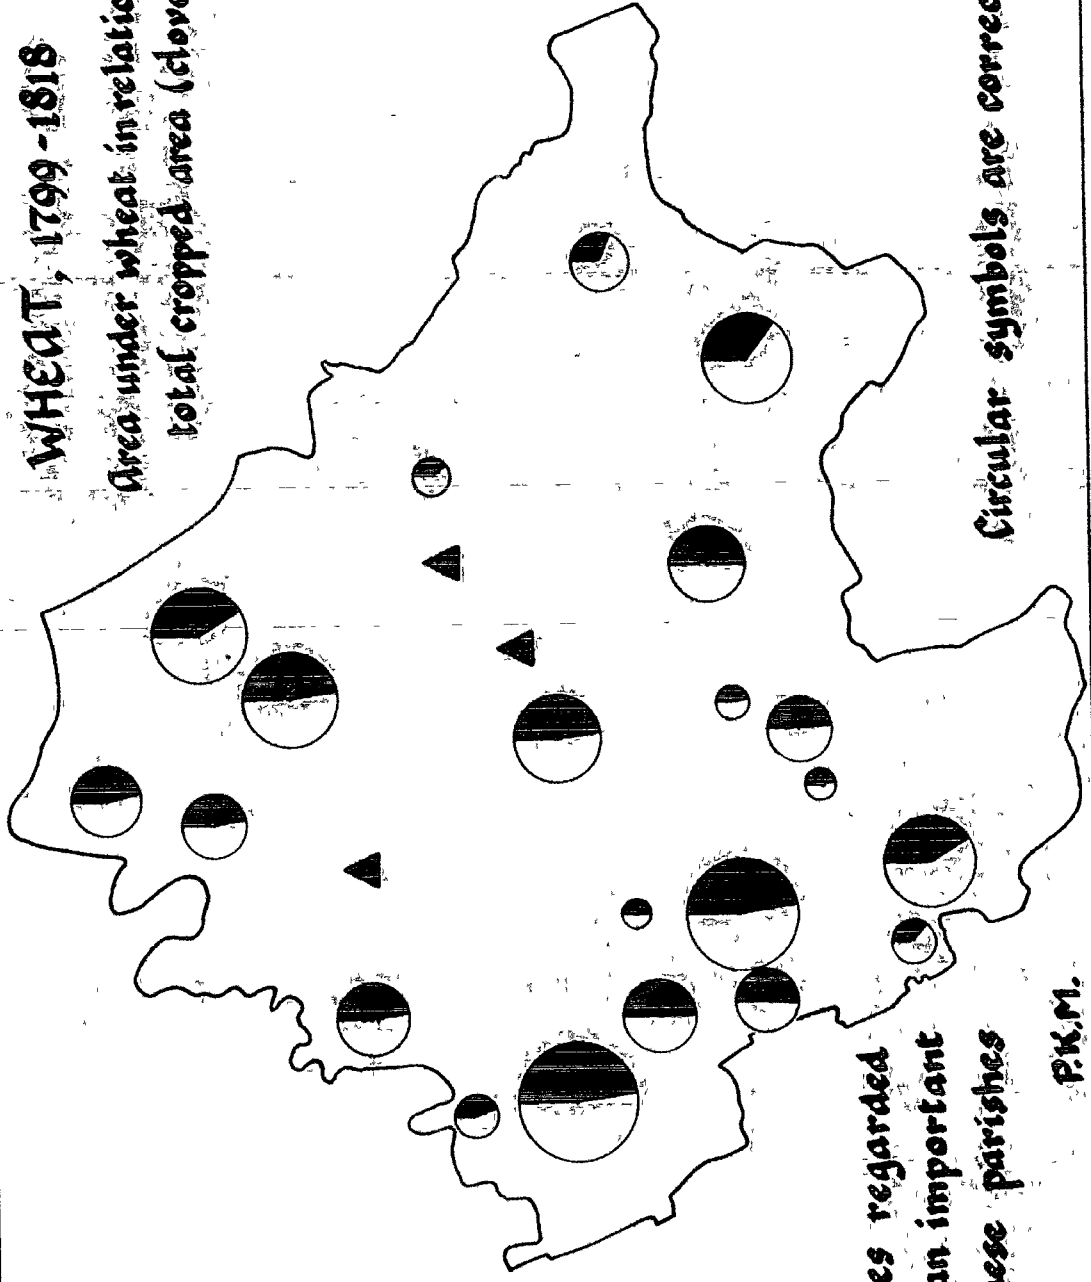 WHEAT, 1799-1818
Area under wheat in relatio
total cropped area (clove
Circular symbols are correc
es regarded
an important
ese parishes
P.K.M.